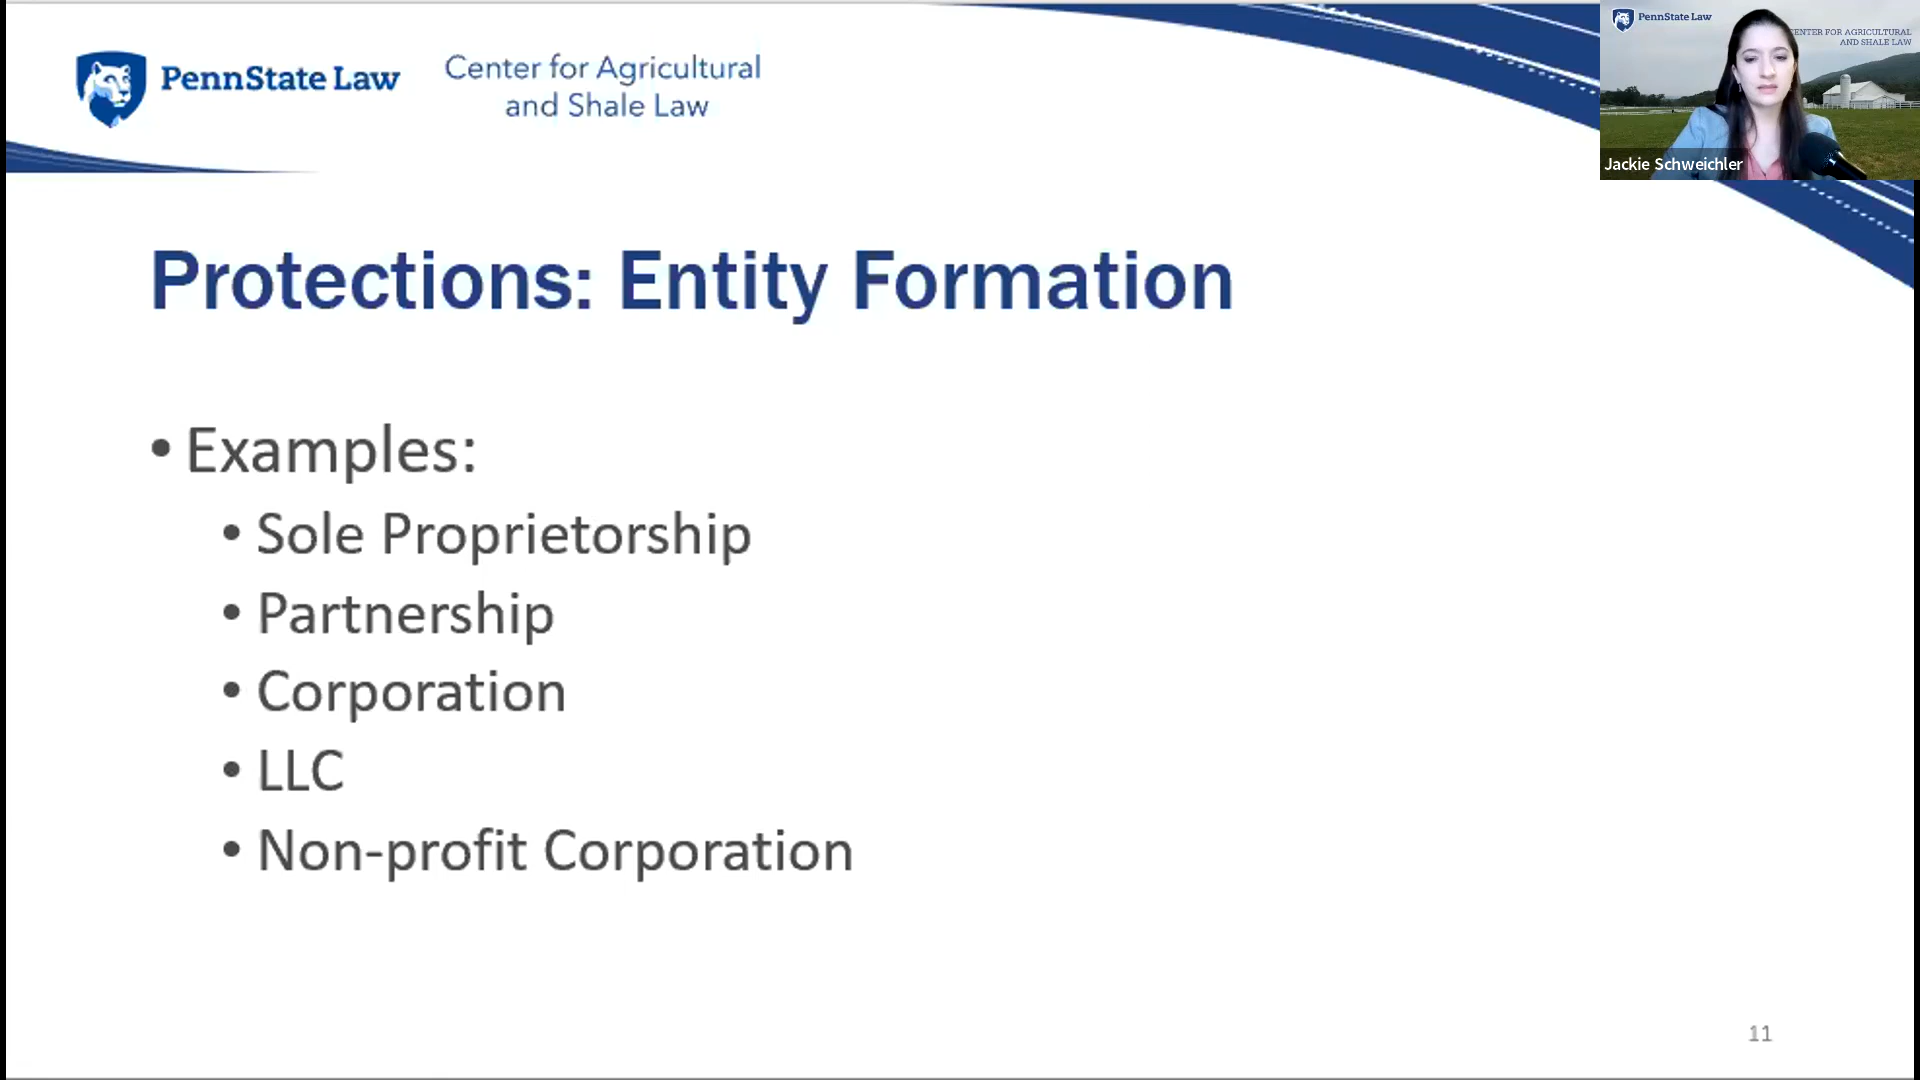 PennState Law
Center for Agricultural
and Shale Law
PennState Law
CENTER FOR AGRICULTURAL
AND SHALE LAW
Jackie Schweichler
Protections: Entity Formation
• Examples:
• Sole Proprietorship
• Partnership
• Corporation
• LLC
• Non-profit Corporation
11